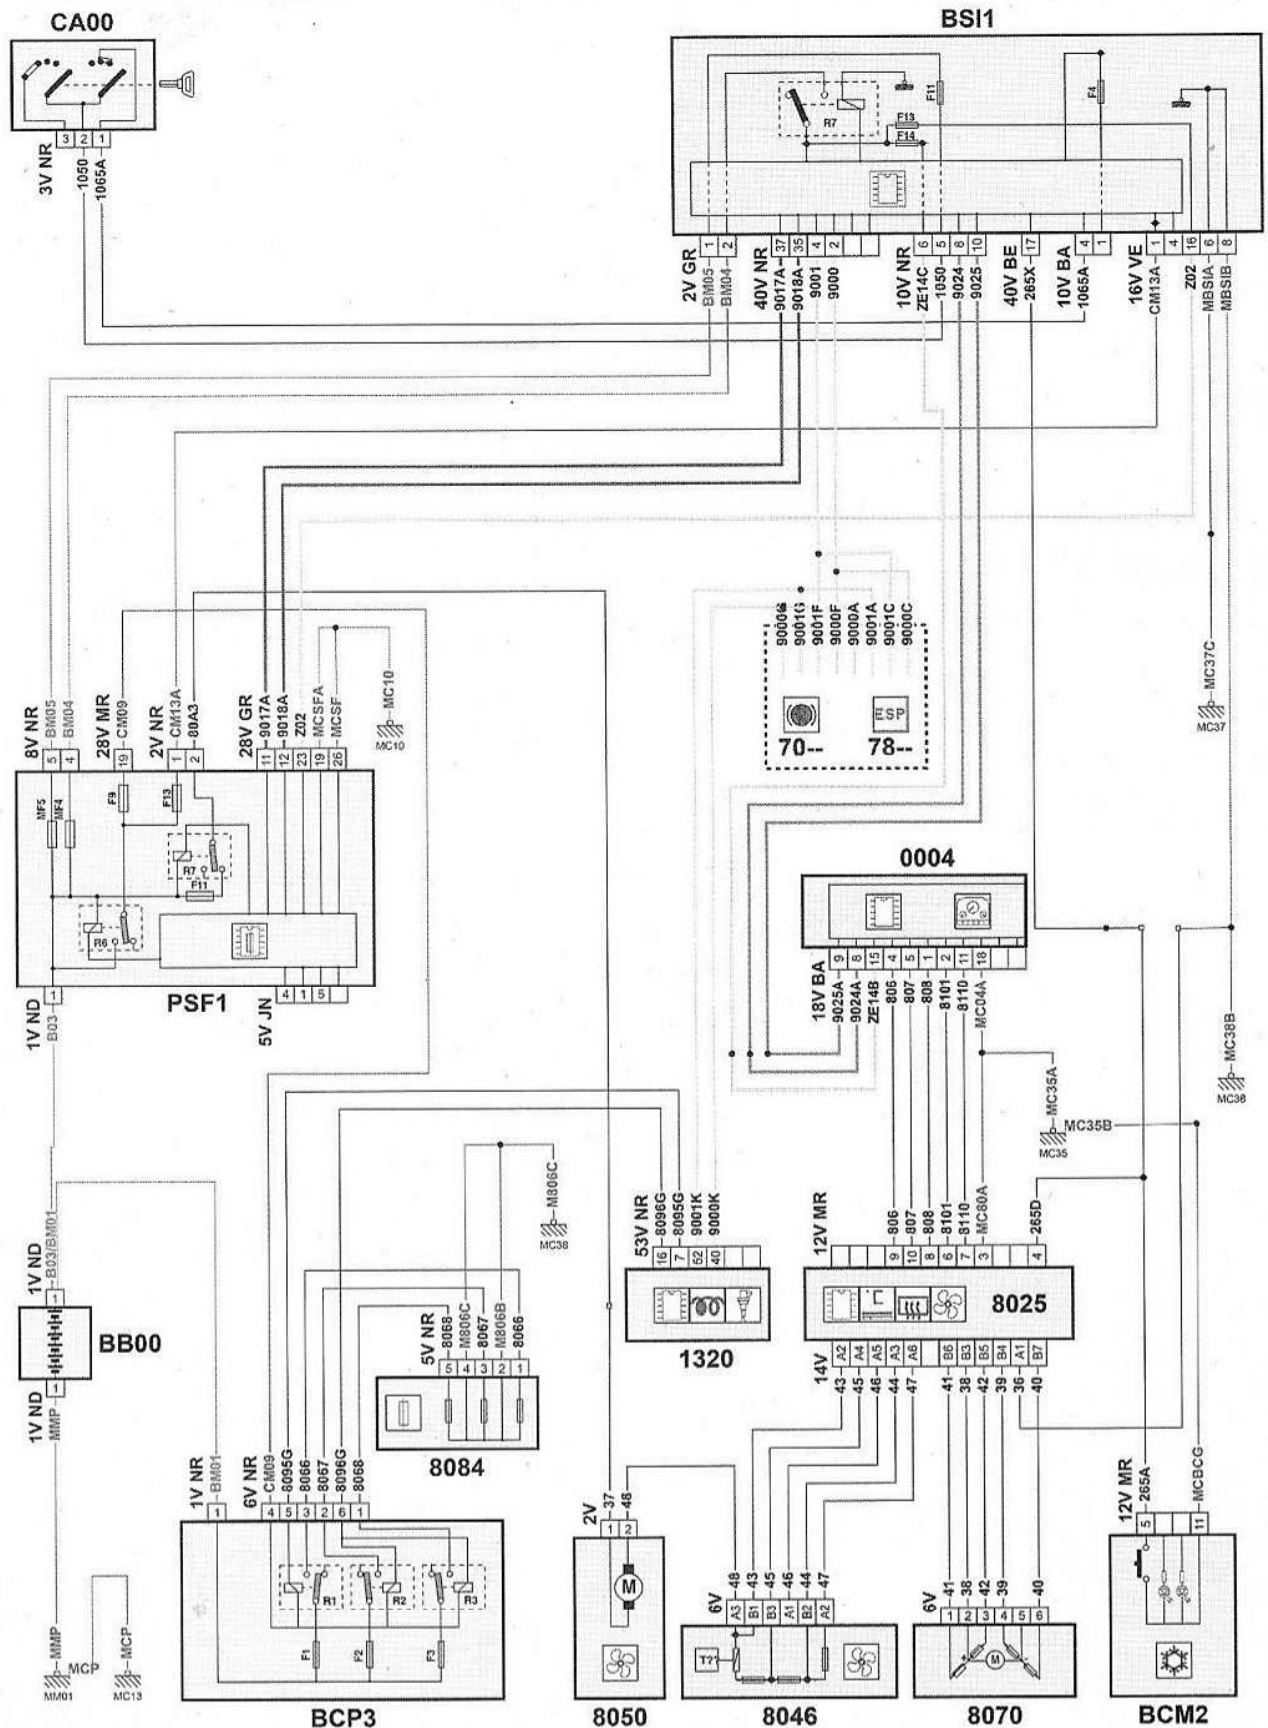 CA00
BSI1
R7
F11
F13
F14
F4
3V NR
3 2 1
1050
1065A
2V GR
1 2
BM05
BM04
40V NR
37 35 4 2
9017A
9018A
9001
9000
10V NR
6 5 8 10
ZE14C
1050
9024
9025
40V BE
17
265X
10V BA
4 1
1065A
16V VE
1 4 16 6 8
CM13A
Z02
MBSIA
MBSIB
9001G
9001F
9000F
9000A
9001A
9001C
9000C
ESP
70--
78--
MC37C
MC37
8V NR
BM05
BM04
5 4
28V MR
CM09
19
2V NR
CM13A
80A3
1 2
28V GR
9017A
9018A
Z02
MCSFA
MCSF
11 12 23 19 26
MC10
MC10
MF5
MF4
F9
F13
R7
F11
R6
PSF1
1V ND
1
B03
5V JN
4 1 5
0004
18V BA
9 8 15 4 5 1 2 11 18
9025A
9024A
ZE14B
806
807
808
8101
8110
MC04A
MC38B
MC35A
MC35B
MC35
1V ND
B03/BM01
1
BB00
1
1V ND
MMP
MMP
MCP
MCP
MM01
MC13
M806C
MC38
53V NR
8096G
8095G
9001K
9000K
16 7 52 40
1320
12V MR
806
807
808
8101
8110
MC80A
265D
9 10 8 6 7 3 4
8025
14V
A2 A4 A5 A3 A6 B6 B3 B5 B4 A1 B7
43
45
46
44
47
41
38
42
39
36
40
5V NR
8068
M806C
8067
M806B
8066
5 4 3 2 1
8084
1V NR
BM01
1
6V NR
CM09
8095G
8066
8067
8096G
8068
4 5 3 2 6 1
R1
R2
R3
F1
F2
F3
BCP3
2V
37
48
1 2
M
8050
6V
48
43
45
46
44
47
A3 B1 B3 A1 B2 A2
T??
8046
6V
41
38
42
39
40
1 2 3 4 5 6
M
8070
12V MR
265A
MCBCG
5 11
BCM2